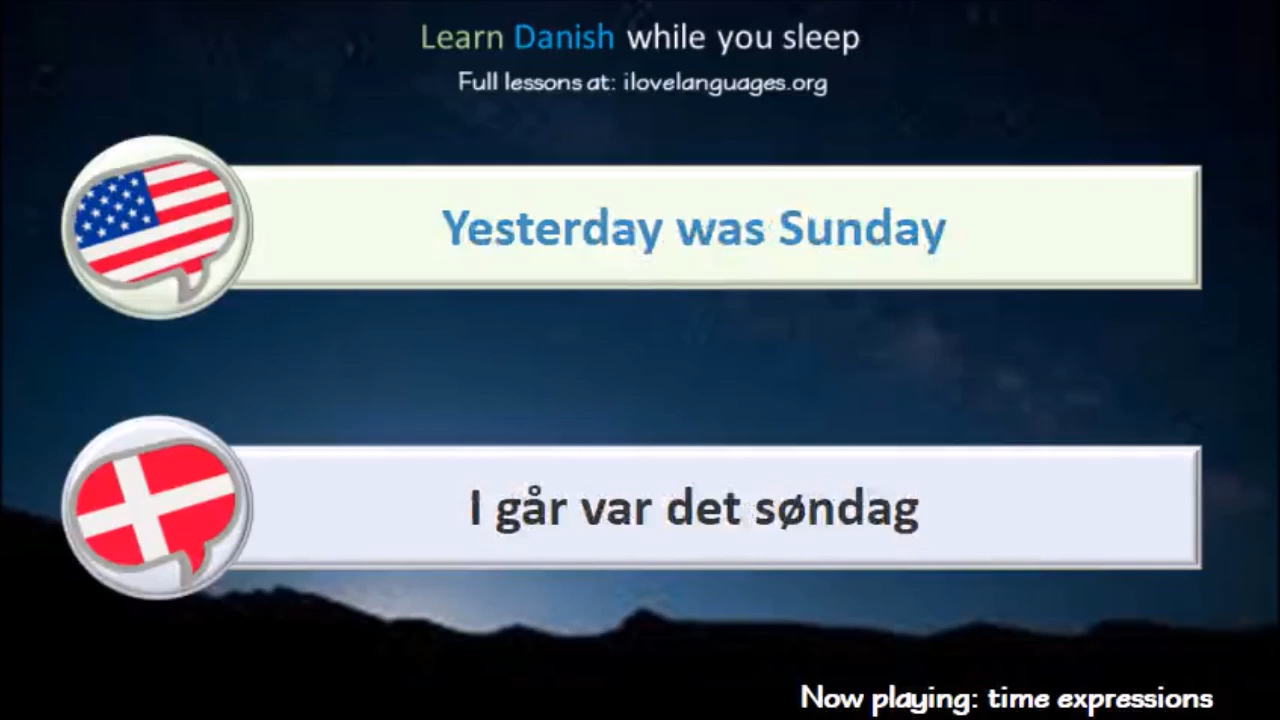 Learn Danish while you sleep
Full lessons at: ilovelanguages.org
Yesterday was Sunday
I går var det søndag
Now playing: time expressions